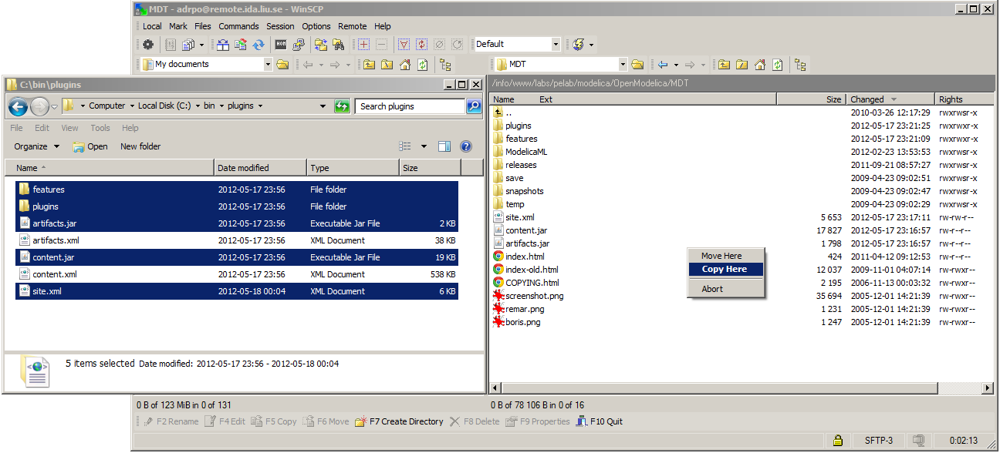 MDT - adrpo@remote.ida.liu.se - WinSCP
Local Mark Files Commands Session Options Remote Help
Default
My documents
MDT
C:\bin\plugins
/info/www/labs/pelab/modelica/OpenModelica/MDT
Computer Local Disk (C:) bin plugins Search plugins
File Edit View Tools Help
Organize Open New folder
Name Date modified Type Size
features 2012-05-17 23:56 File folder
plugins 2012-05-17 23:56 File folder
artifacts.jar 2012-05-17 23:56 Executable Jar File 2 KB
artifacts.xml 2012-05-17 23:56 XML Document 38 KB
content.jar 2012-05-17 23:56 Executable Jar File 19 KB
content.xml 2012-05-17 23:56 XML Document 538 KB
site.xml 2012-05-18 00:04 XML Document 6 KB
5 items selected Date modified: 2012-05-17 23:56 - 2012-05-18 00:04
Name Ext Size Changed Rights
.. 2010-03-26 12:17:29 rwxrwsr-x
plugins 2012-05-17 23:21:25 rwxrwxr-x
features 2012-05-17 23:21:09 rwxrwxr-x
ModelicaML 2012-02-23 13:53:53 rwxrwsr-x
releases 2011-09-21 08:57:27 rwxrwsr-x
save 2009-04-23 09:02:51 rwxrwsr-x
snapshots 2009-04-23 09:02:47 rwxrwsr-x
temp 2009-04-23 09:02:29 rwxrwsr-x
site.xml 5 653 2012-05-17 23:17:11 rw-rw-r--
content.jar 17 827 2012-05-17 23:16:57 rw-r--r--
artifacts.jar 1 798 2012-05-17 23:16:57 rw-r--r--
index.html 424 2011-04-12 09:12:53 rw-r--r--
index-old.html 12 037 2009-11-01 04:07:14 rw-rwxr--
COPYING.html 2 195 2006-11-13 00:03:32 rw-rwxr--
screenshot.png 35 694 2005-12-01 14:21:39 rw-rwxr--
remar.png 1 231 2005-12-01 14:21:39 rw-rwxr--
boris.png 1 247 2005-12-01 14:21:39 rw-rwxr--
Move Here
Copy Here
Abort
0 B of 123 MiB in 0 of 131
0 B of 78 106 B in 0 of 16
F2 Rename F4 Edit F5 Copy F6 Move F7 Create Directory F8 Delete F9 Properties F10 Quit
SFTP-3 0:02:13